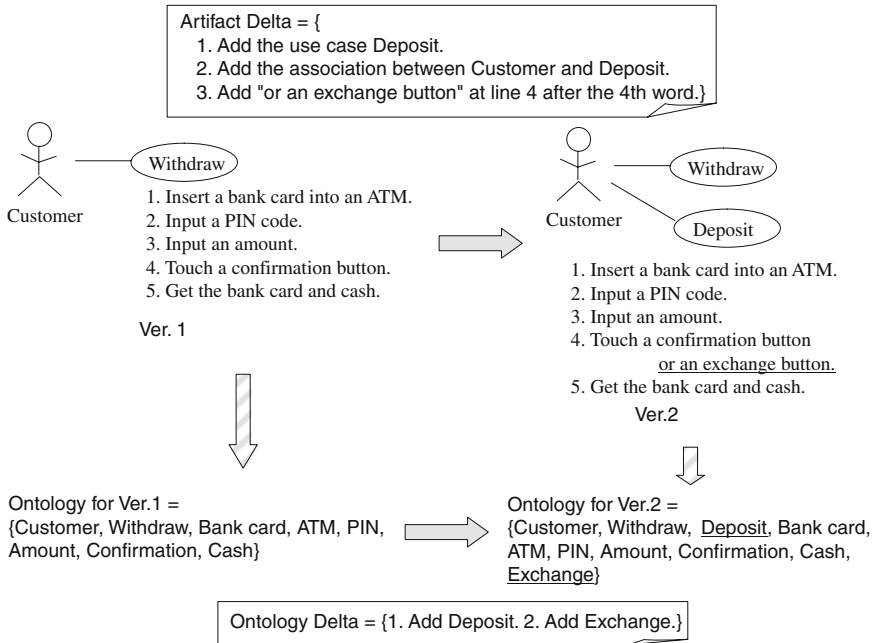 Artifact Delta = {
1. Add the use case Deposit.
2. Add the association between Customer and Deposit.
3. Add "or an exchange button" at line 4 after the 4th word.}
Withdraw
Customer
1. Insert a bank card into an ATM.
2. Input a PIN code.
3. Input an amount.
4. Touch a confirmation button.
5. Get the bank card and cash.
Ver. 1
Withdraw
Customer
Deposit
1. Insert a bank card into an ATM.
2. Input a PIN code.
3. Input an amount.
4. Touch a confirmation button
or an exchange button.
5. Get the bank card and cash.
Ver.2
Ontology for Ver.1 =
{Customer, Withdraw, Bank card, ATM, PIN,
Amount, Confirmation, Cash}
Ontology for Ver.2 =
{Customer, Withdraw, Deposit, Bank card,
ATM, PIN, Amount, Confirmation, Cash,
Exchange}
Ontology Delta = {1. Add Deposit. 2. Add Exchange.}